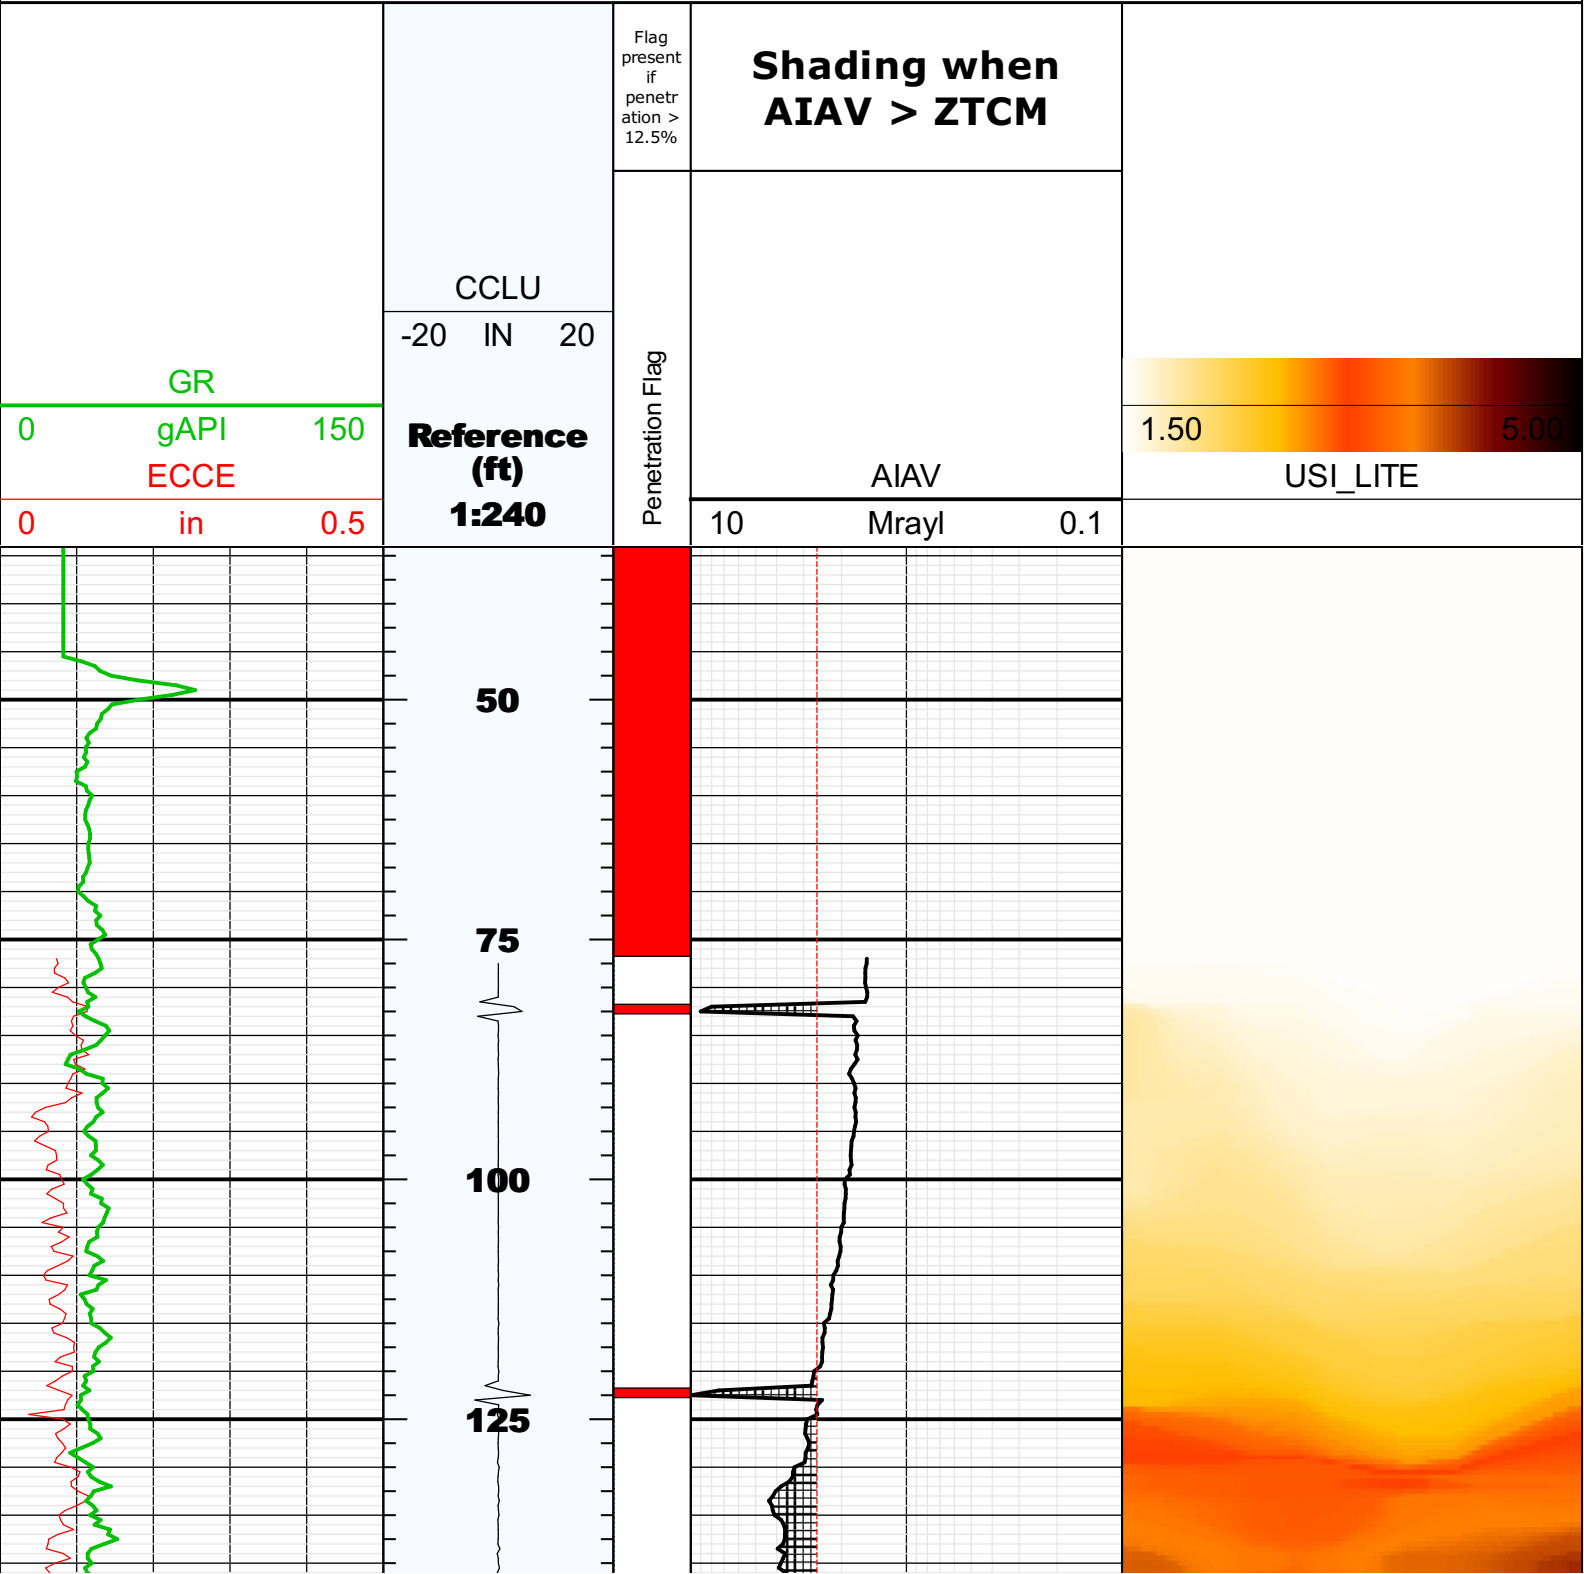 Flag
present
if
penetr
ation >
12.5%
Shading when
AIAV > ZTCM
CCLU
-20 IN 20
GR
0 gAPI 150
ECCE
0 in 0.5
Reference
(ft)
1:240
Penetration Flag
AIAV
10 Mrayl 0.1
1.50 5.00
USI_LITE
50
75
100
125